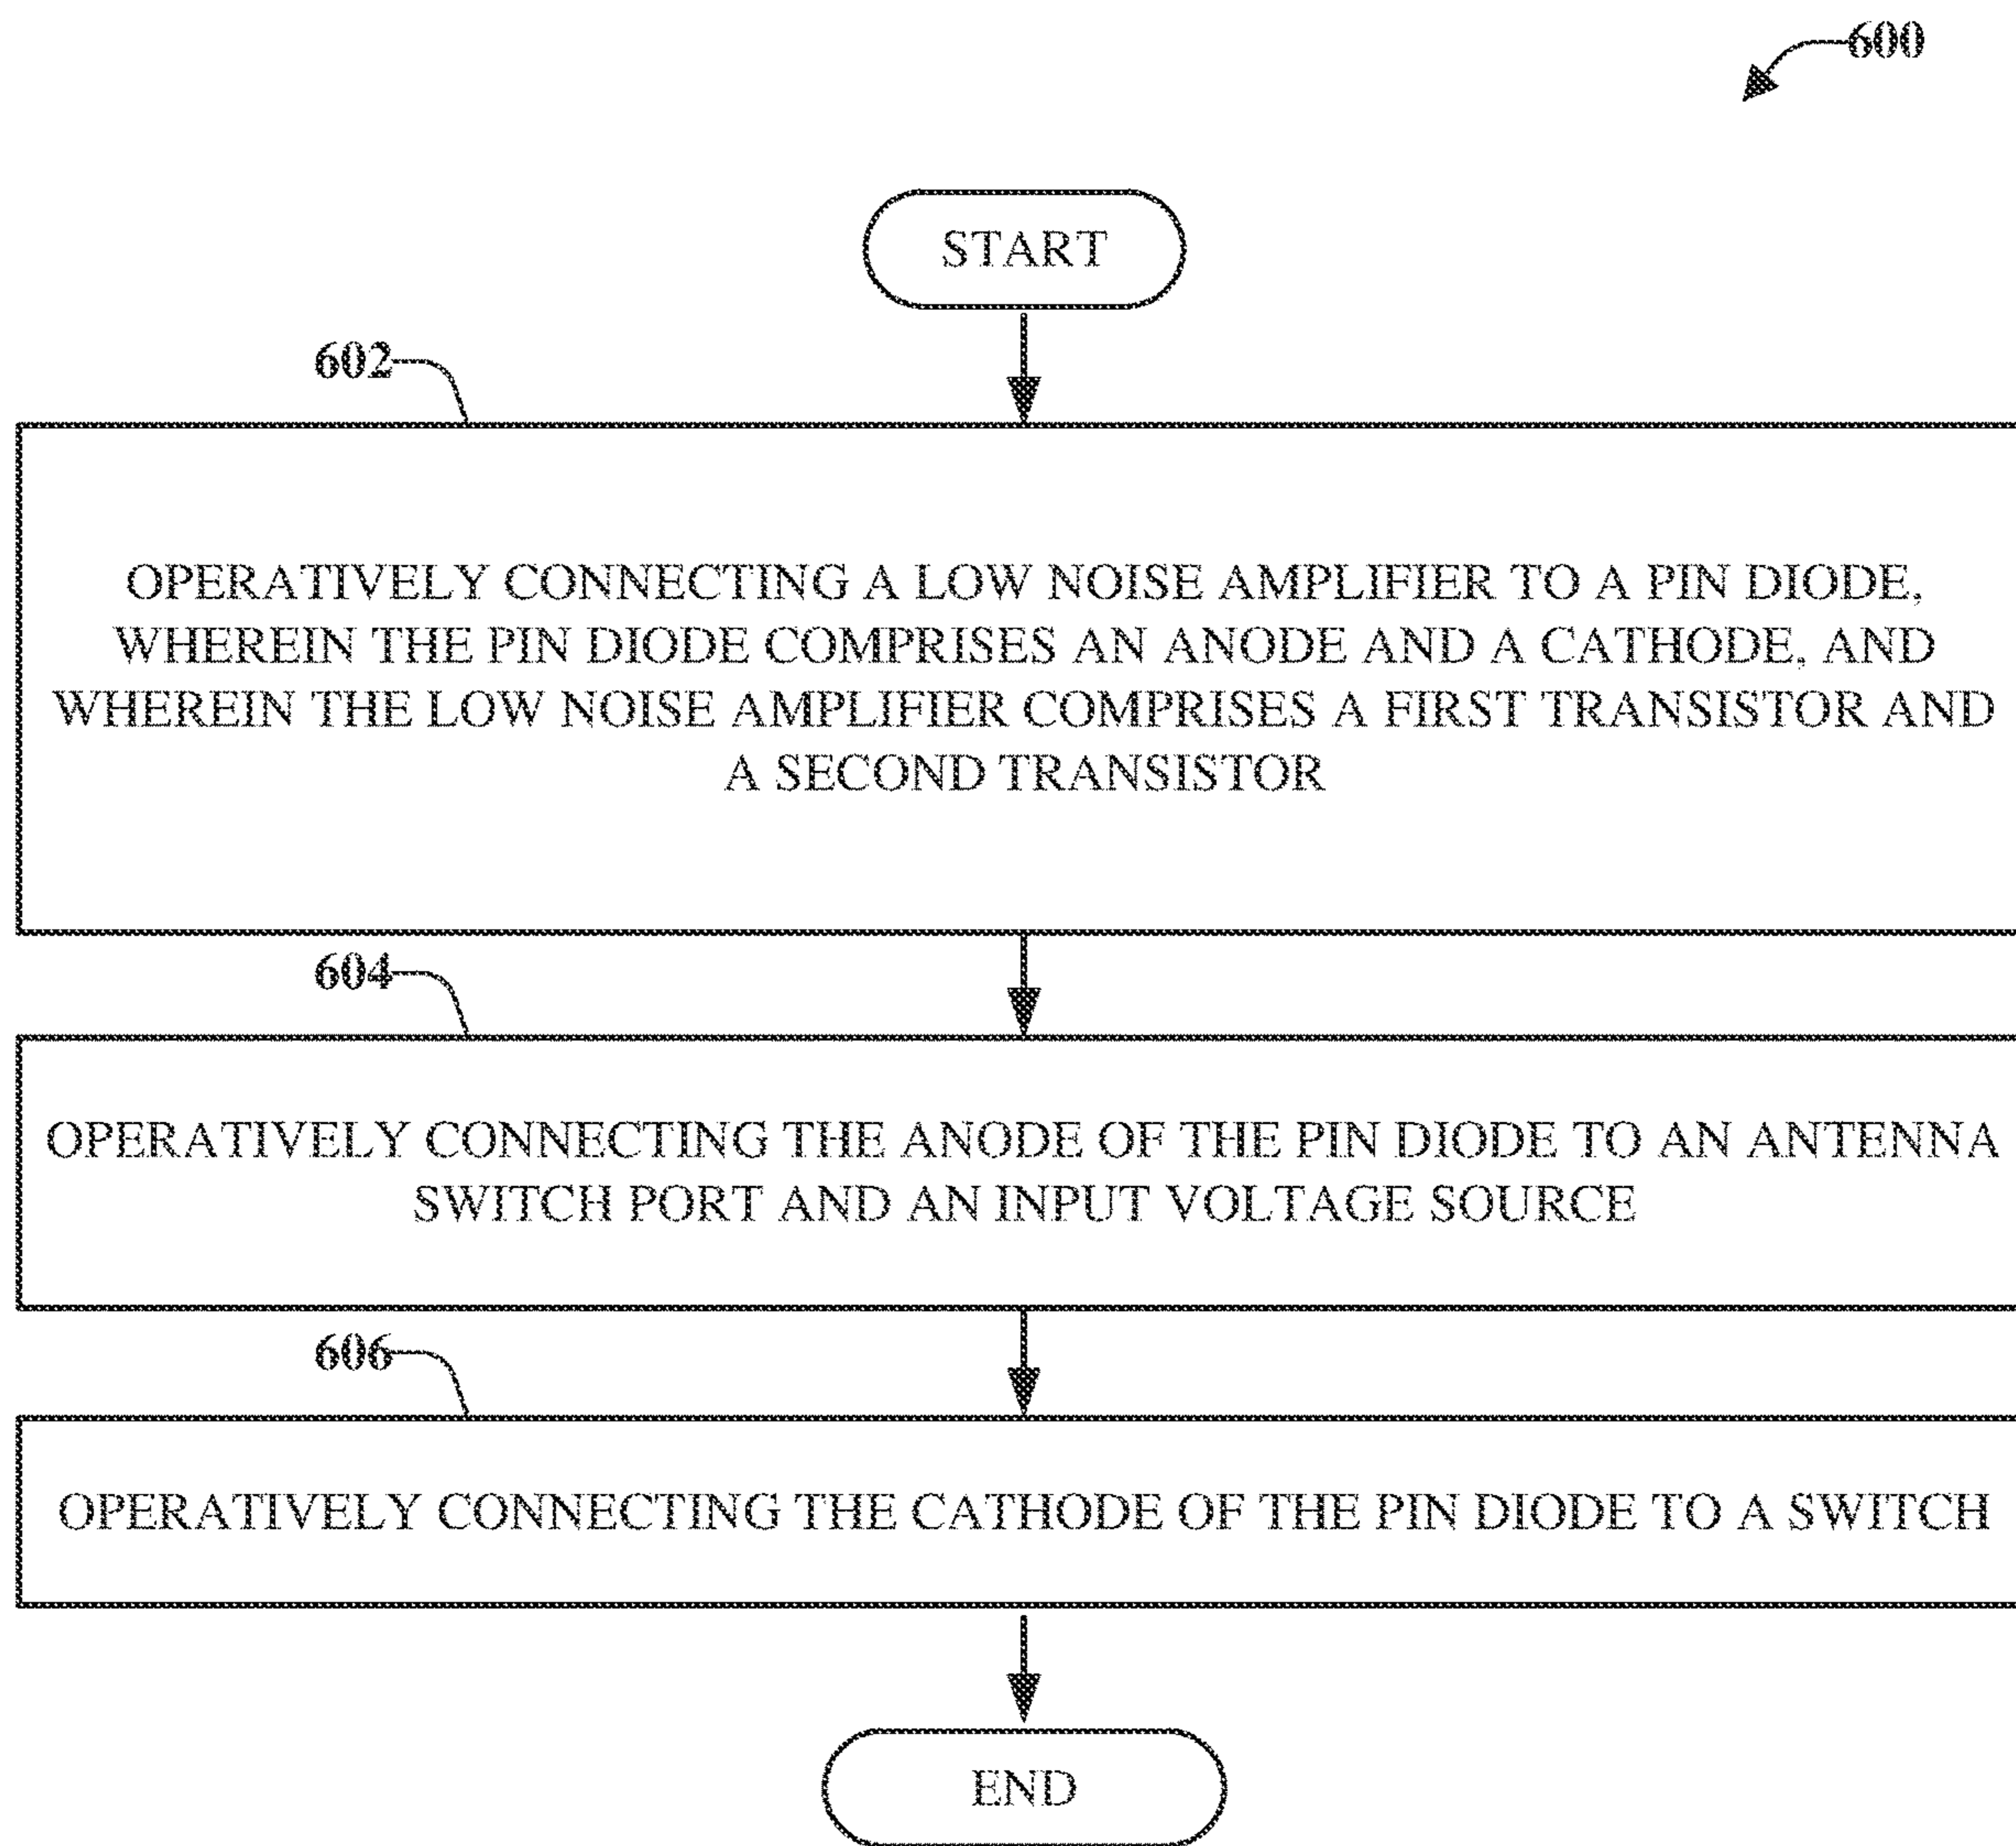 600
START
602
OPERATIVELY CONNECTING A LOW NOISE AMPLIFIER TO A PIN DIODE,
WHEREIN THE PIN DIODE COMPRISES AN ANODE AND A CATHODE, AND
WHEREIN THE LOW NOISE AMPLIFIER COMPRISES A FIRST TRANSISTOR AND
A SECOND TRANSISTOR
604
OPERATIVELY CONNECTING THE ANODE OF THE PIN DIODE TO AN ANTENNA
SWITCH PORT AND AN INPUT VOLTAGE SOURCE
606
OPERATIVELY CONNECTING THE CATHODE OF THE PIN DIODE TO A SWITCH
END